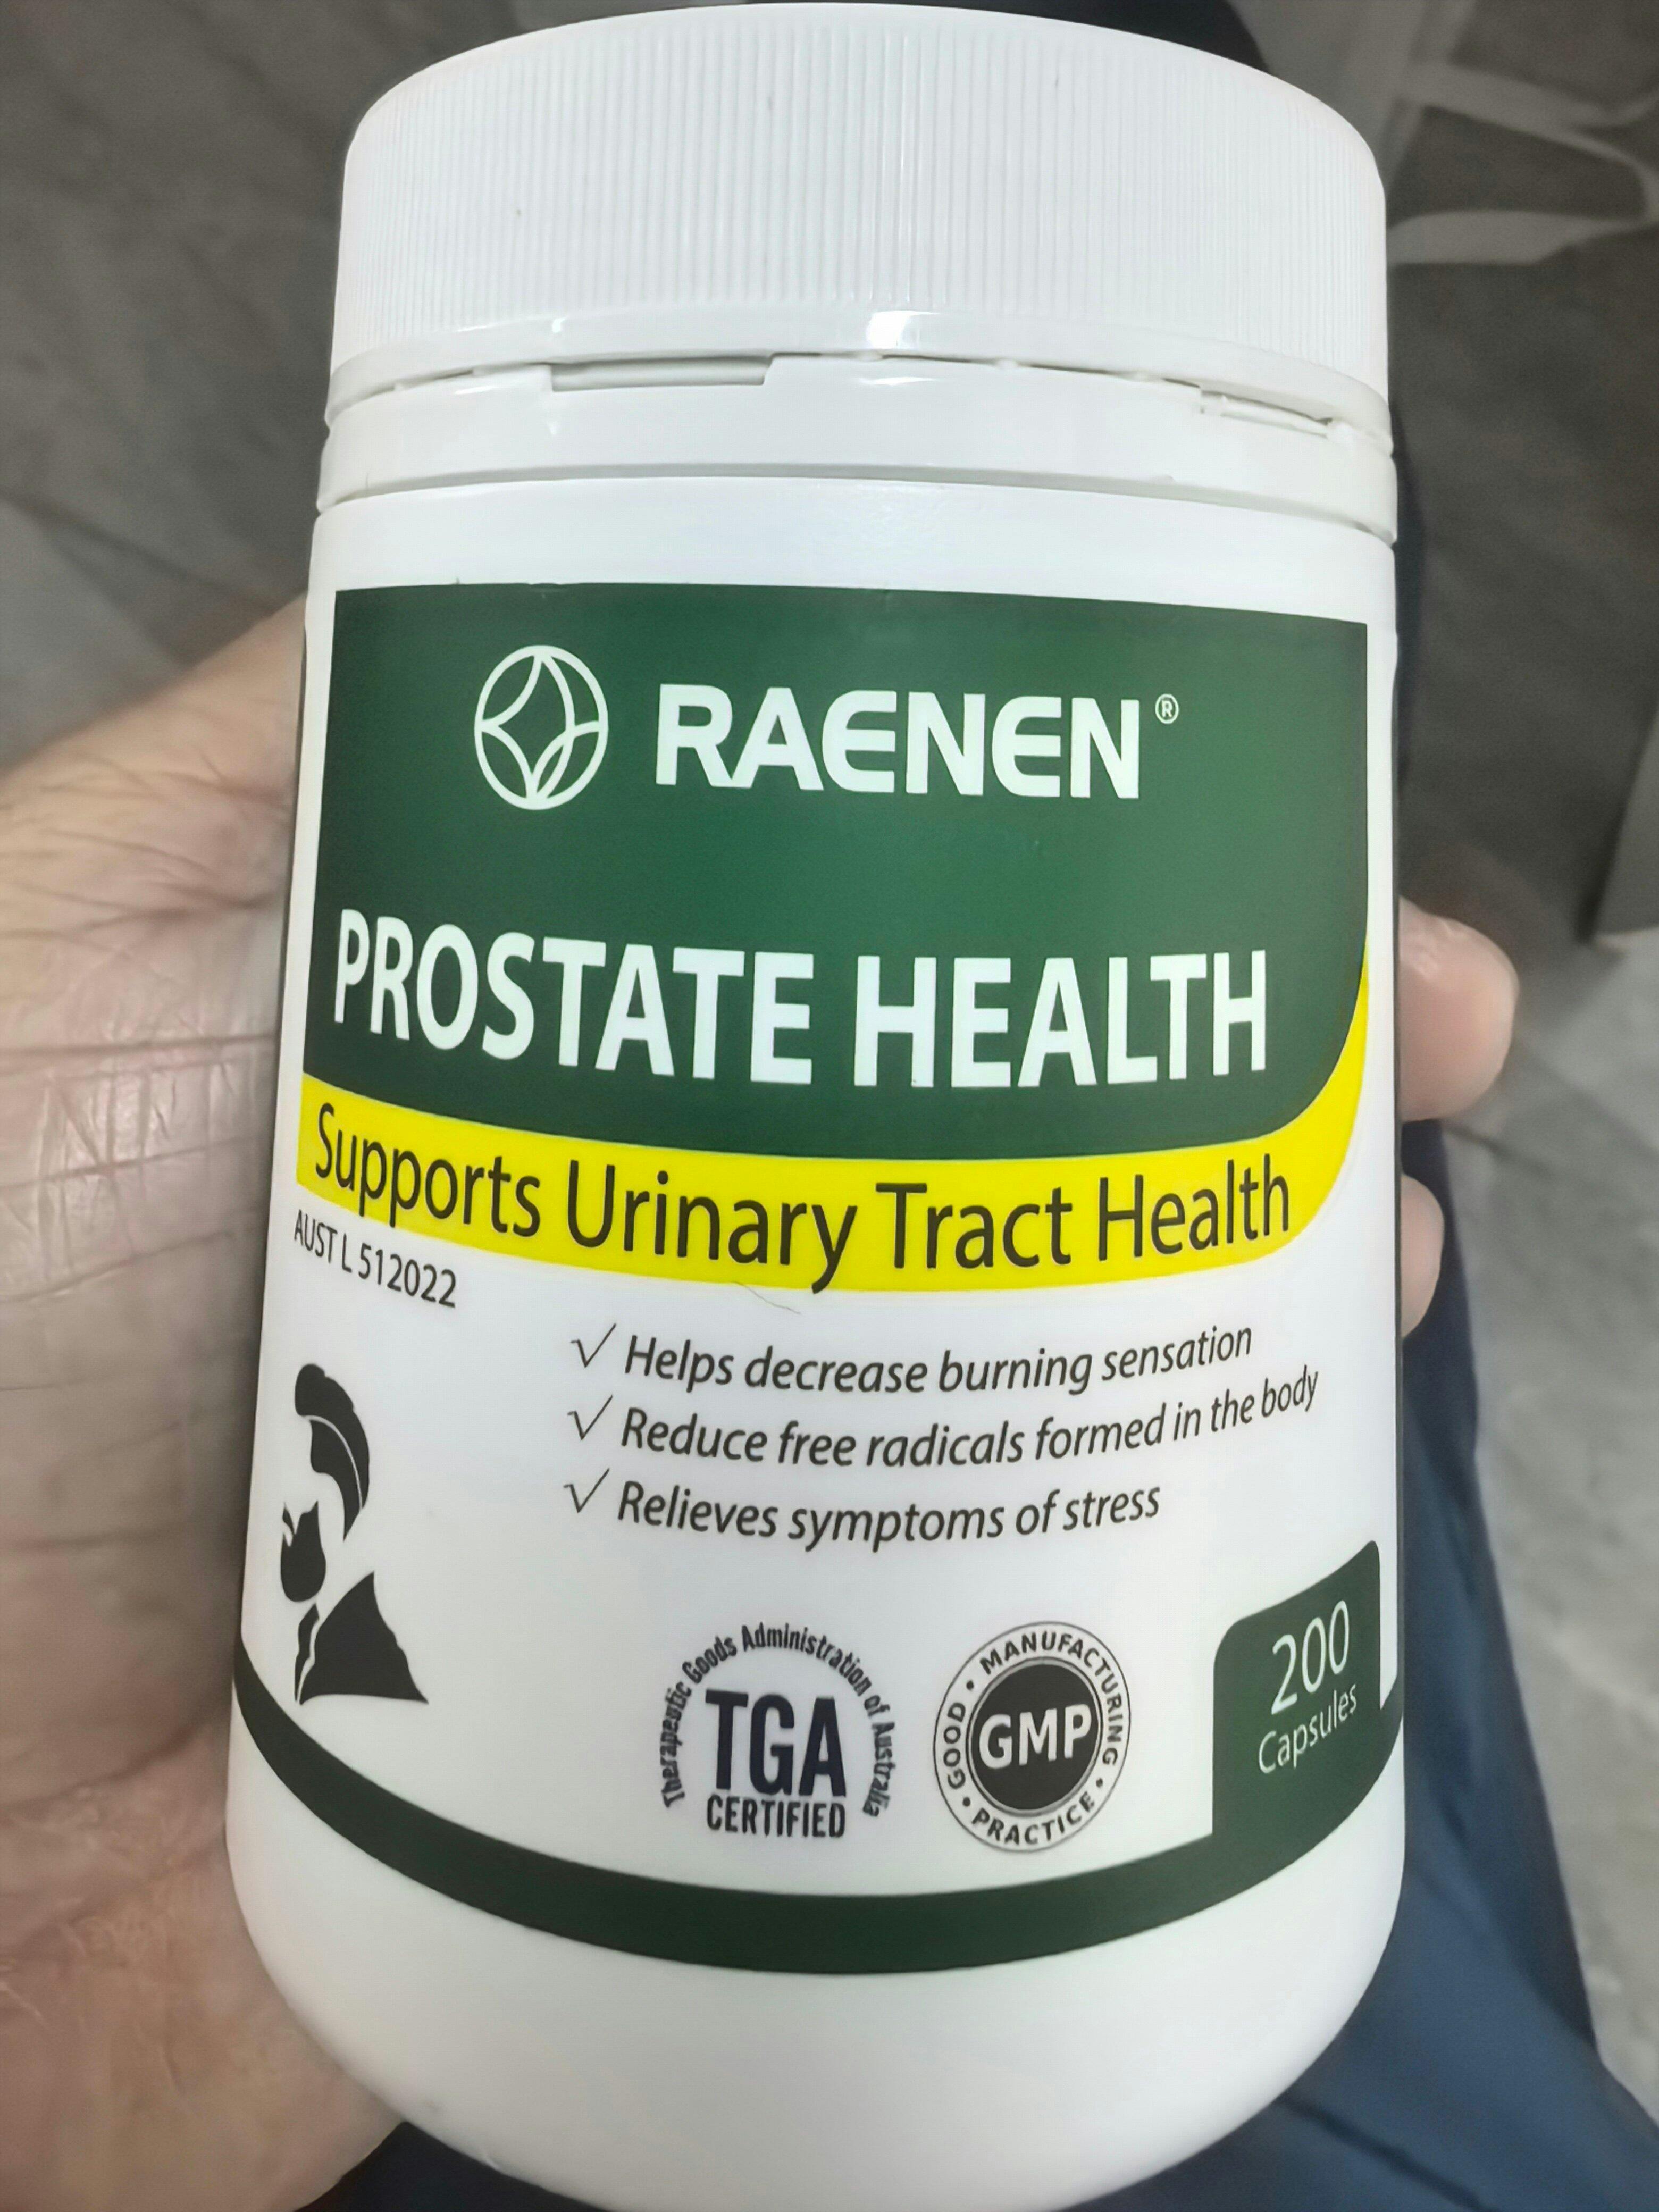 RAENEN®
PROSTATE HEALTH
Supports Urinary Tract Health
AUST L 512022
√ Helps decrease burning sensation
√ Reduce free radicals formed in the body
√ Relieves symptoms of stress
Therapeutic Goods Administration of Australia
TGA
CERTIFIED
GOOD • MANUFACTURING • PRACTICE •
GMP
200
Capsules